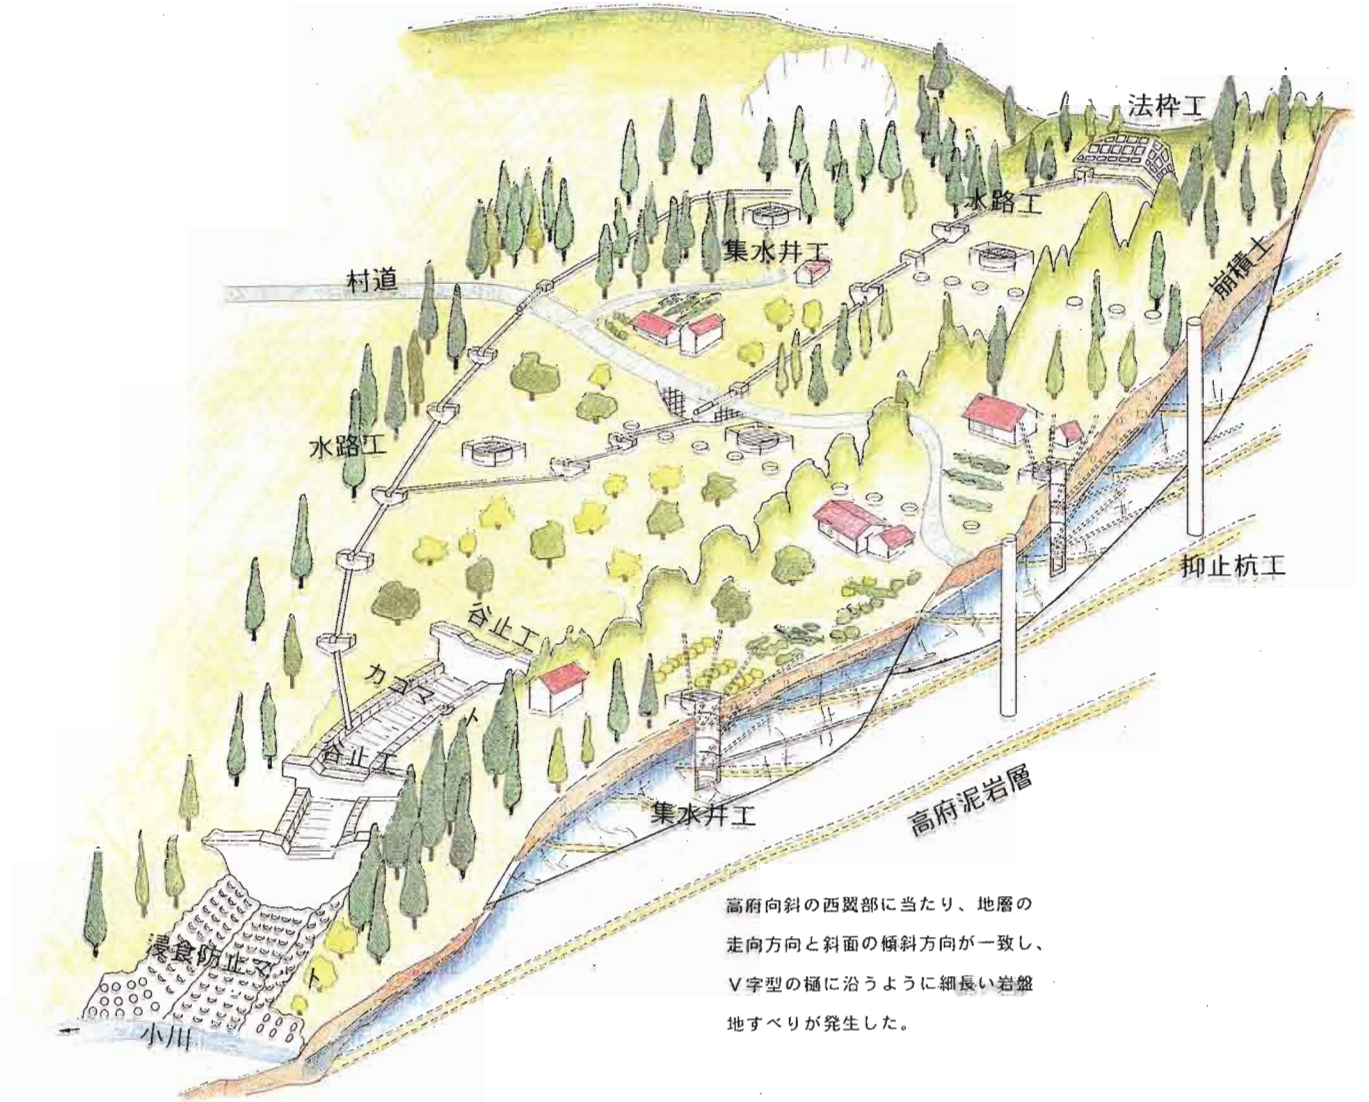 法枠工
水路工
集水井工
村道
崩積土
水路工
抑止杭工
谷止工
カゴマット
谷止工
集水井工
高府泥岩層
浸食防止マット
小川
高府向斜の西翼部に当たり、地層の
走向方向と斜面の傾斜方向が一致し、
V字型の樋に沿うように細長い岩盤
地すべりが発生した。